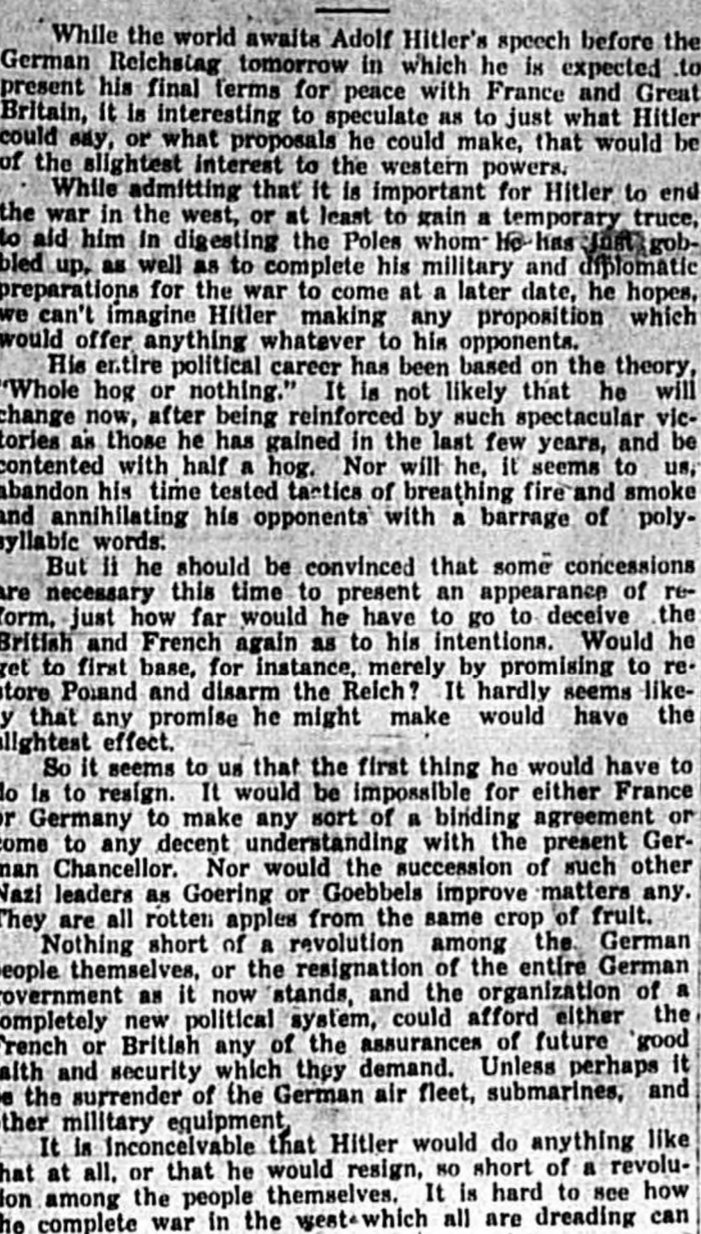 While the world awaits Adolf Hitler's speech before the
German Reichstag tomorrow in which he is expected to
present his final terms for peace with France and Great
Britain, it is interesting to speculate as to just what Hitler
could say, or what proposals he could make, that would be
of the slightest interest to the western powers.
While admitting that it is important for Hitler to end
the war in the west, or at least to gain a temporary truce,
to aid him in digesting the Poles whom he has just gob-
bled up, as well as to complete his military and diplomatic
preparations for the war to come at a later date, he hopes,
we can't imagine Hitler making any proposition which
would offer anything whatever to his opponents.
His entire political career has been based on the theory,
"Whole hog or nothing." It is not likely that he will
change now, after being reinforced by such spectacular vic-
tories as those he has gained in the last few years, and be
contented with half a hog. Nor will he, it seems to us,
abandon his time tested tactics of breathing fire and smoke
and annihilating his opponents with a barrage of poly-
syllabic words.
But if he should be convinced that some concessions
are necessary this time to present an appearance of re-
form, just how far would he have to go to deceive the
British and French again as to his intentions. Would he
get to first base, for instance, merely by promising to re-
store Poland and disarm the Reich? It hardly seems like-
ly that any promise he might make would have the
slightest effect.
So it seems to us that the first thing he would have to
do is to resign. It would be impossible for either France
or Germany to make any sort of a binding agreement or
come to any decent understanding with the present Ger-
man Chancellor. Nor would the succession of such other
Nazi leaders as Goering or Goebbels improve matters any.
They are all rotten apples from the same crop of fruit.
Nothing short of a revolution among the German
people themselves, or the resignation of the entire German
government as it now stands, and the organization of a
completely new political system, could afford either the
French or British any of the assurances of future good
faith and security which they demand. Unless perhaps it
be the surrender of the German air fleet, submarines, and
other military equipment.
It is inconceivable that Hitler would do anything like
that at all, or that he would resign, so short of a revolu-
tion among the people themselves. It is hard to see how
the complete war in the west which all are dreading can